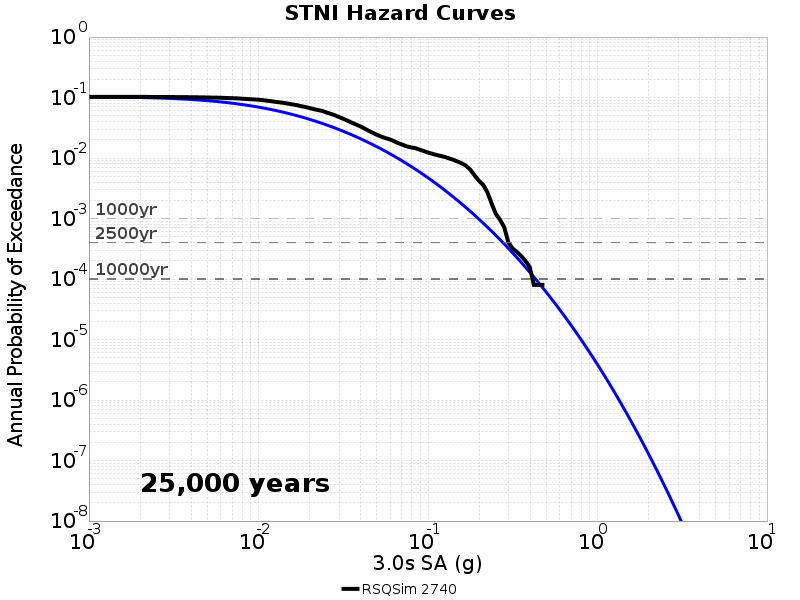 STNI Hazard Curves
Annual Probability of Exceedance
10^0
10^-1
10^-2
10^-3
10^-4
10^-5
10^-6
10^-7
10^-8
1000yr
2500yr
10000yr
25,000 years
10^-3
10^-2
10^-1
10^0
10^1
3.0s SA (g)
RSQSim 2740